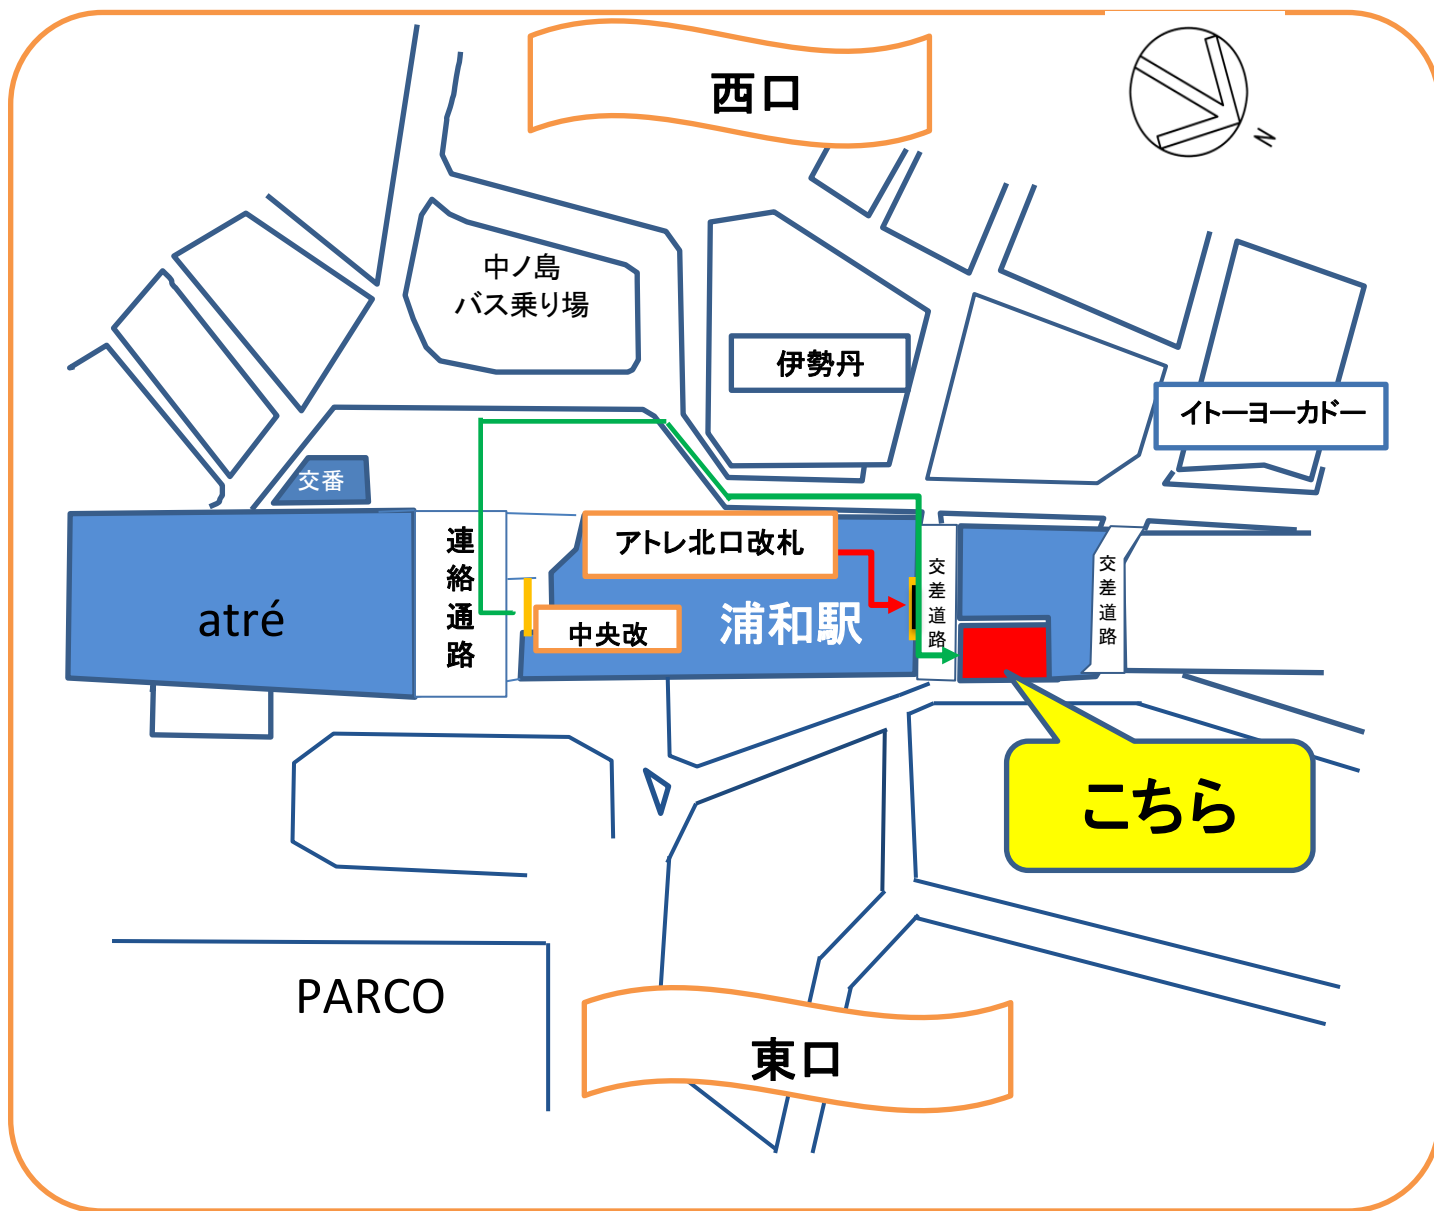 西口
N
中ノ島
バス乗り場
伊勢丹
イトーヨーカドー
交番
連絡通路
アトレ北口改札
交差道路
交差道路
atré
浦和駅
中央改
こちら
PARCO
東口